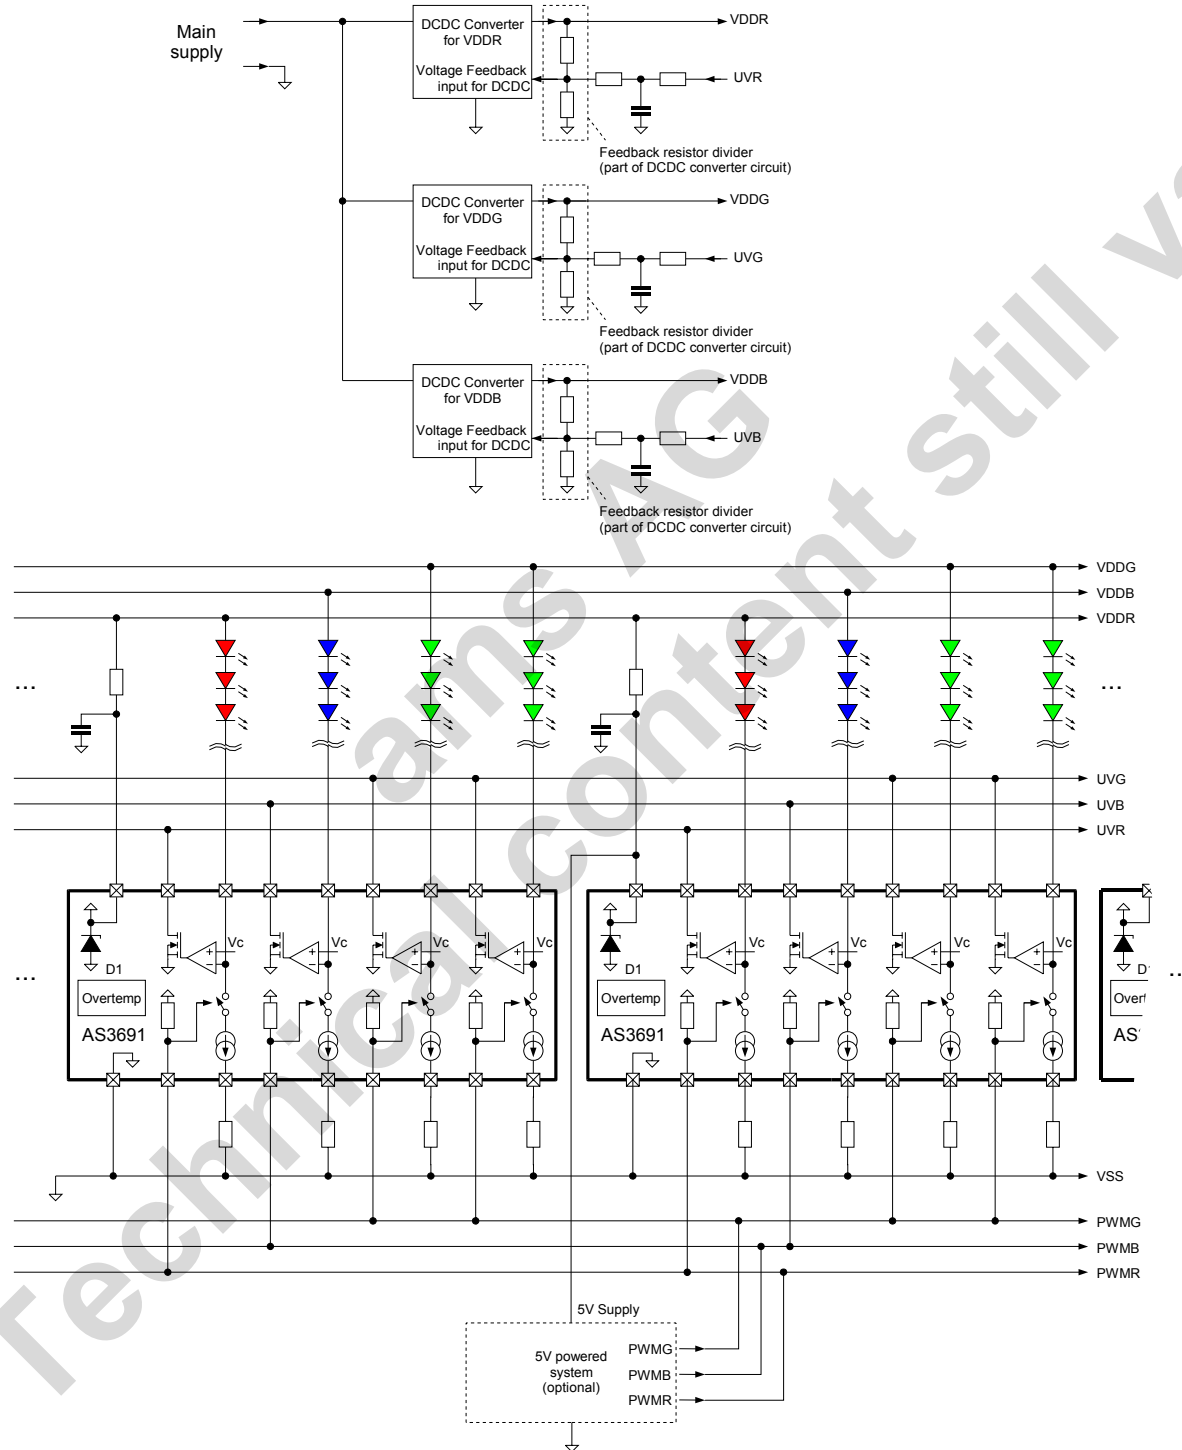 Main
supply
DCDC Converter
for VDDR
Voltage Feedback
input for DCDC
VDDR
UVR
Feedback resistor divider
(part of DCDC converter circuit)
DCDC Converter
for VDDG
Voltage Feedback
input for DCDC
VDDG
UVG
Feedback resistor divider
(part of DCDC converter circuit)
DCDC Converter
for VDDB
Voltage Feedback
input for DCDC
VDDB
UVB
Feedback resistor divider
(part of DCDC converter circuit)
VDDG
VDDB
VDDR
...
...
UVG
UVB
UVR
Vc
Vc
Vc
Vc
Vc
Vc
Vc
Vc
...
D1
D1
D
..
Overtemp
Overtemp
Overt
AS3691
AS3691
AS
VSS
PWMG
PWMB
PWMR
5V Supply
5V powered
system
(optional)
PWMG
PWMB
PWMR
ams AG
Technical content still va